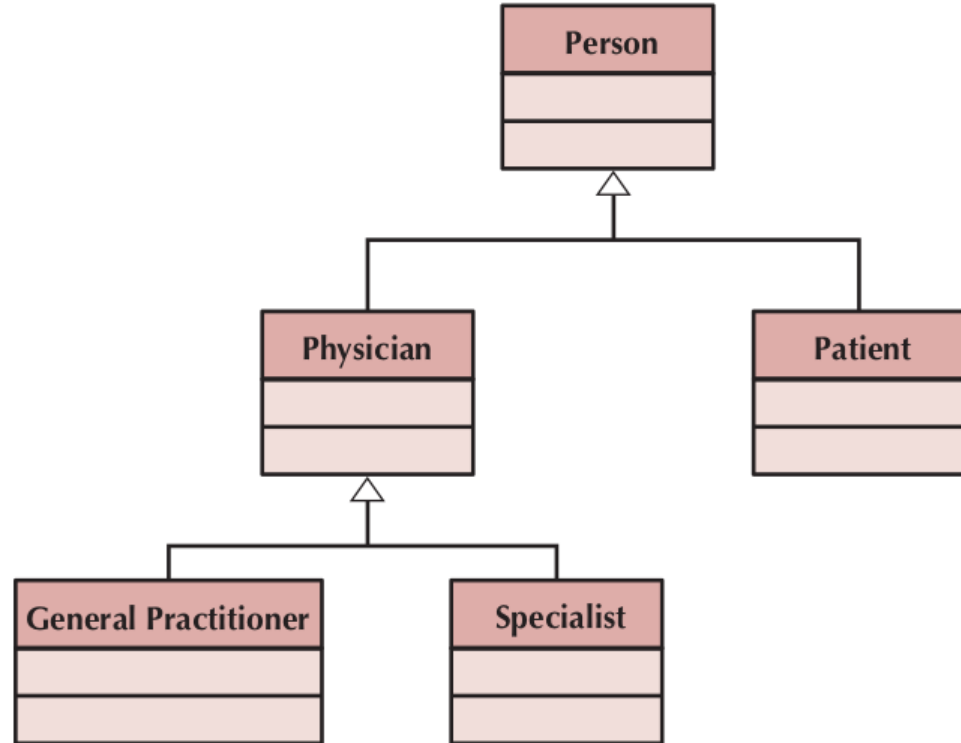 Person
Physician
Patient
General Practitioner
Specialist